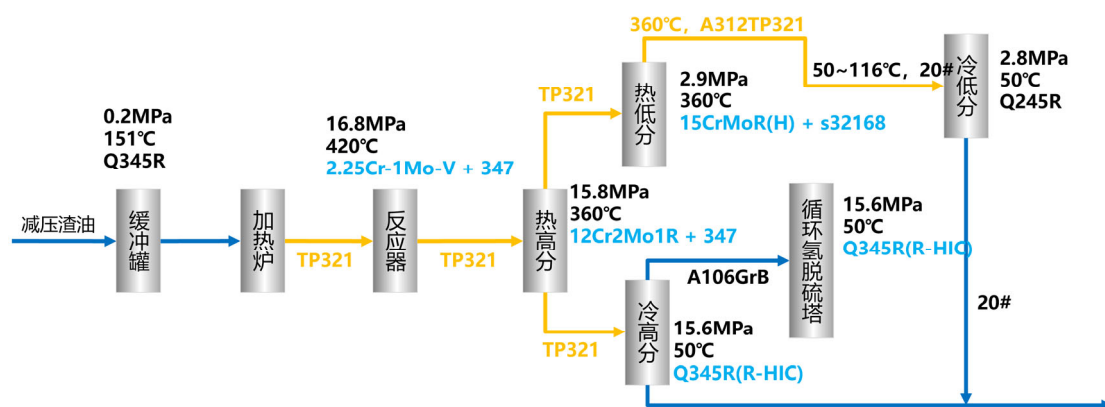 减压渣油
缓冲罐
0.2MPa
151℃
Q345R
加热炉
TP321
反应器
16.8MPa
420℃
2.25Cr-1Mo-V + 347
TP321
热高分
15.8MPa
360℃
12Cr2Mo1R + 347
TP321
热低分
2.9MPa
360℃
15CrMoR(H) + s32168
360℃，A312TP321
50~116℃，20#
冷低分
2.8MPa
50℃
Q245R
TP321
冷高分
15.6MPa
50℃
Q345R(R-HIC)
A106GrB
循环氢脱硫塔
15.6MPa
50℃
Q345R(R-HIC)
20#